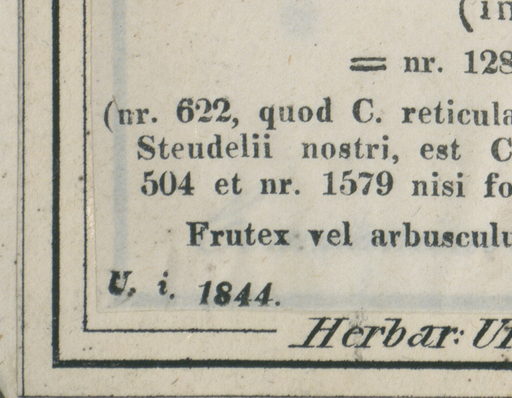 (in
= nr. 128
(nr. 622, quod C. reticula
Steudelii nostri, est C
504 et nr. 1579 nisi fo
Frutex vel arbusculu
U. i. 1844.
Herbar: Un